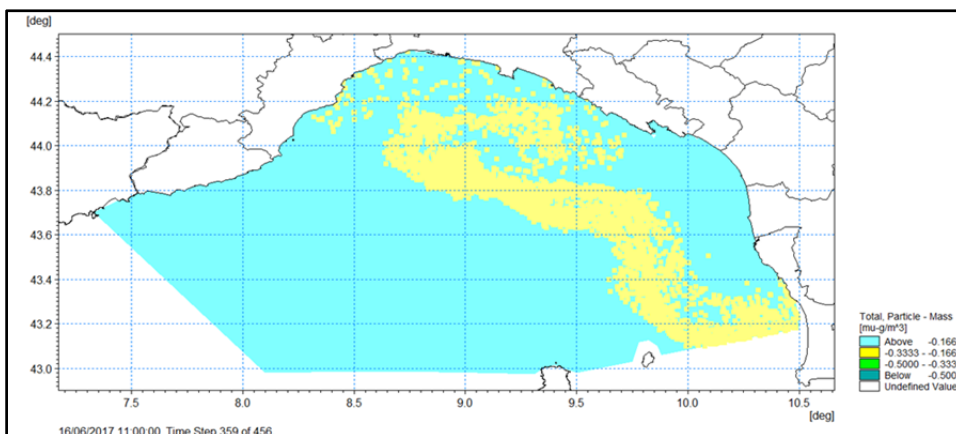 [deg]
44.4
44.2
44.0
43.8
43.6
43.4
43.2
43.0
7.5 8.0 8.5 9.0 9.5 10.0 10.5
[deg]
Total, Particle - Mass
[mu-g/m^3]
Above -0.166
-0.3333 - -0.166
-0.5000 - -0.333
Below -0.500
Undefined Value
16/06/2017 11:00:00, Time Step 359 of 456